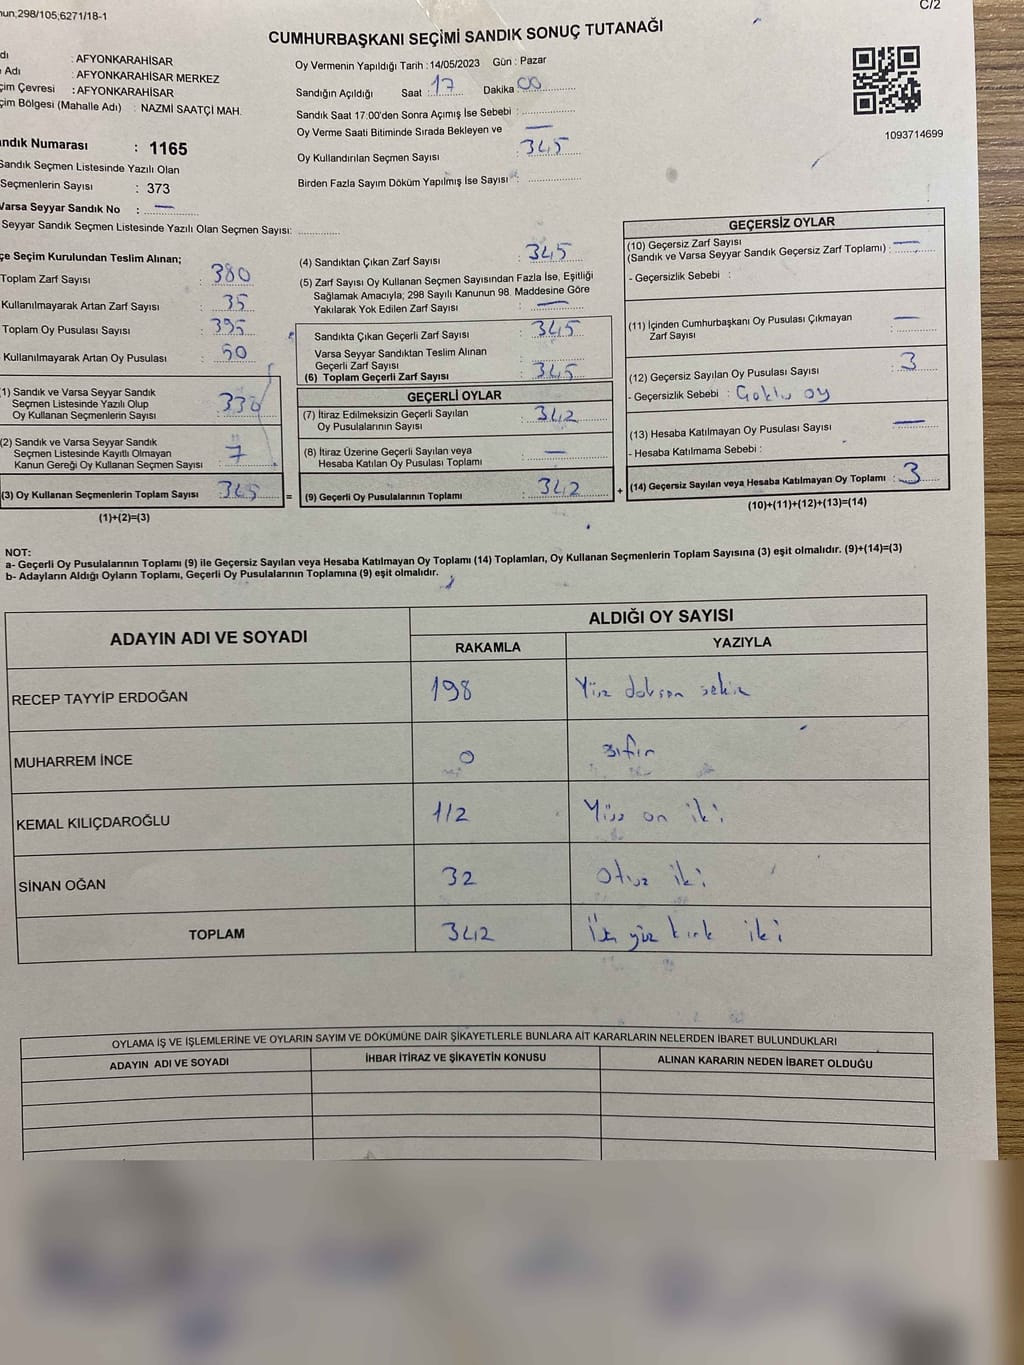 nun,298/105;6271/18-1
C/2
CUMHURBAŞKANI SEÇİMİ SANDIK SONUÇ TUTANAĞI
dı : AFYONKARAHİSAR
Adı : AFYONKARAHİSAR MERKEZ
çim Çevresi : AFYONKARAHİSAR
çim Bölgesi (Mahalle Adı) : NAZMİ SAATÇİ MAH.
Oy Vermenin Yapıldığı Tarih : 14/05/2023 Gün : Pazar
Sandığın Açıldığı Saat : 17 Dakika 00
Sandık Saat 17:00'den Sonra Açımış İse Sebebi :
Oy Verme Saati Bitiminde Sırada Bekleyen ve
Oy Kullandırılan Seçmen Sayısı : 345
Birden Fazla Sayım Döküm Yapılmış İse Sayısı :
1093714699
andık Numarası : 1165
Sandık Seçmen Listesinde Yazılı Olan
Seçmenlerin Sayısı : 373
Varsa Seyyar Sandık No : —
Seyyar Sandık Seçmen Listesinde Yazılı Olan Seçmen Sayısı:
çe Seçim Kurulundan Teslim Alınan;
Toplam Zarf Sayısı : 380
Kullanılmayarak Artan Zarf Sayısı : 35
Toplam Oy Pusulası Sayısı : 395
Kullanılmayarak Artan Oy Pusulası : 50
1) Sandık ve Varsa Seyyar Sandık
Seçmen Listesinde Yazılı Olup
Oy Kullanan Seçmenlerin Sayısı : 338
(2) Sandık ve Varsa Seyyar Sandık
Seçmen Listesinde Kayıtlı Olmayan
Kanun Gereği Oy Kullanan Seçmen Sayısı : 7
(3) Oy Kullanan Seçmenlerin Toplam Sayısı : 345 =
(1)+(2)=(3)
(4) Sandıktan Çıkan Zarf Sayısı : 345
(5) Zarf Sayısı Oy Kullanan Seçmen Sayısından Fazla İse, Eşitliği
Sağlamak Amacıyla; 298 Sayılı Kanunun 98. Maddesine Göre
Yakılarak Yok Edilen Zarf Sayısı : —
Sandıkta Çıkan Geçerli Zarf Sayısı : 345
Varsa Seyyar Sandıktan Teslim Alınan
Geçerli Zarf Sayısı :
(6) Toplam Geçerli Zarf Sayısı : 345
GEÇERLİ OYLAR
(7) İtiraz Edilmeksizin Geçerli Sayılan
Oy Pusulalarının Sayısı : 342
(8) İtiraz Üzerine Geçerli Sayılan veya
Hesaba Katılan Oy Pusulası Toplamı : —
(9) Geçerli Oy Pusulalarının Toplamı : 342 +
GEÇERSİZ OYLAR
(10) Geçersiz Zarf Sayısı
(Sandık ve Varsa Seyyar Sandık Geçersiz Zarf Toplamı) : —
- Geçersizlik Sebebi :
(11) İçinden Cumhurbaşkanı Oy Pusulası Çıkmayan
Zarf Sayısı : —
(12) Geçersiz Sayılan Oy Pusulası Sayısı : 3
- Geçersizlik Sebebi : Çoklu oy
(13) Hesaba Katılmayan Oy Pusulası Sayısı : —
- Hesaba Katılmama Sebebi :
(14) Geçersiz Sayılan veya Hesaba Katılmayan Oy Toplamı : 3
(10)+(11)+(12)+(13)=(14)
NOT:
a- Geçerli Oy Pusulalarının Toplamı (9) ile Geçersiz Sayılan veya Hesaba Katılmayan Oy Toplamı (14) Toplamları, Oy Kullanan Seçmenlerin Toplam Sayısına (3) eşit olmalıdır. (9)+(14)=(3)
b- Adayların Aldığı Oyların Toplamı, Geçerli Oy Pusulalarının Toplamına (9) eşit olmalıdır.
ADAYIN ADI VE SOYADI ALDIĞI OY SAYISI
RAKAMLA YAZIYLA
RECEP TAYYİP ERDOĞAN 198 Yüz doksan sekiz
MUHARREM İNCE 0 sıfır
KEMAL KILIÇDAROĞLU 112 Yüz on iki
SİNAN OĞAN 32 otuz iki
TOPLAM 342 yüz kırk iki
OYLAMA İŞ VE İŞLEMLERİNE VE OYLARIN SAYIM VE DÖKÜMÜNE DAİR ŞİKAYETLERLE BUNLARA AİT KARARLARIN NELERDEN İBARET BULUNDUKLARI
ADAYIN ADI VE SOYADI İHBAR İTİRAZ VE ŞİKAYETİN KONUSU ALINAN KARARIN NEDEN İBARET OLDUĞU